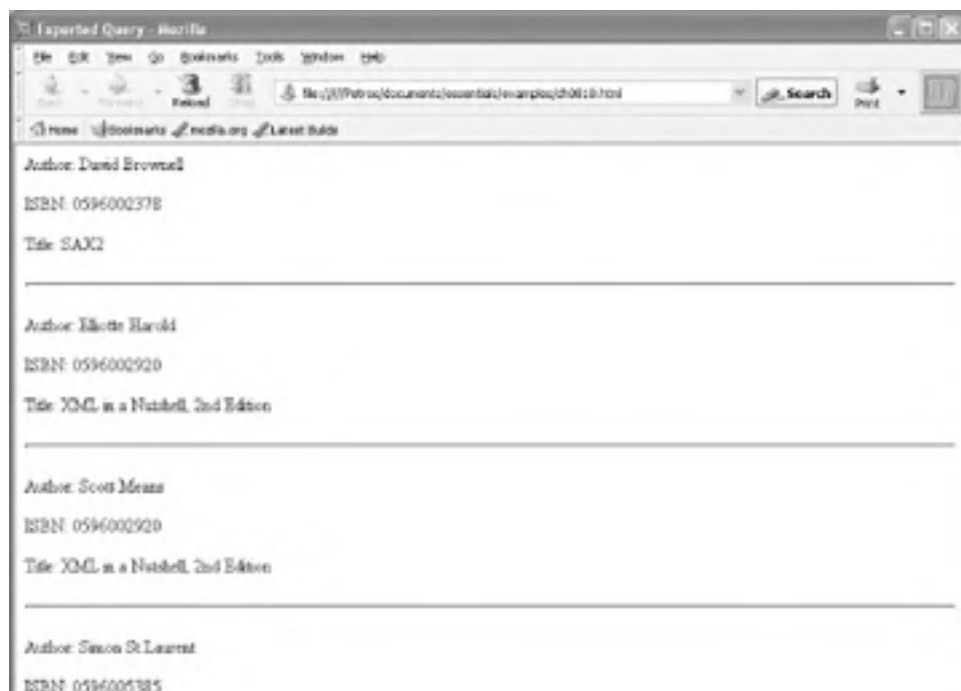 Exported Query - Mozilla
File Edit View Go Bookmarks Tools Window Help
Back Forward Reload Stop Search Print
Home Bookmarks mozilla.org Latest Builds
Author: David Brownell
ISBN: 0596002378
Title: SAX2
Author: Elliotte Harold
ISBN: 0596002920
Title: XML in a Nutshell, 2nd Edition
Author: Scott Means
ISBN: 0596002920
Title: XML in a Nutshell, 2nd Edition
Author: Simon St.Laurent
ISBN: 0596005385